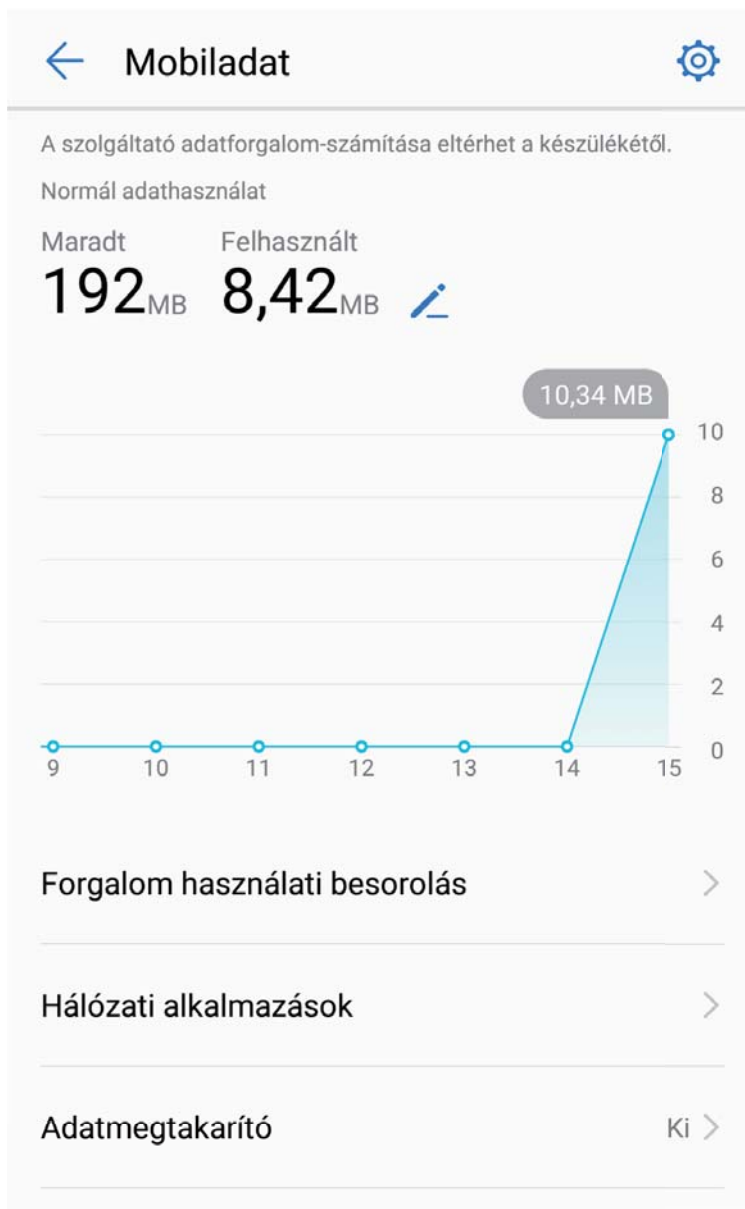 Mobiladat
A szolgáltató adatforgalom-számítása eltérhet a készülékétől.
Normál adathasználat
Maradt Felhasznált
192MB 8,42MB
10,34 MB
10
8
6
4
2
0
9 10 11 12 13 14 15
Forgalom használati besorolás
Hálózati alkalmazások
Adatmegtakarító Ki